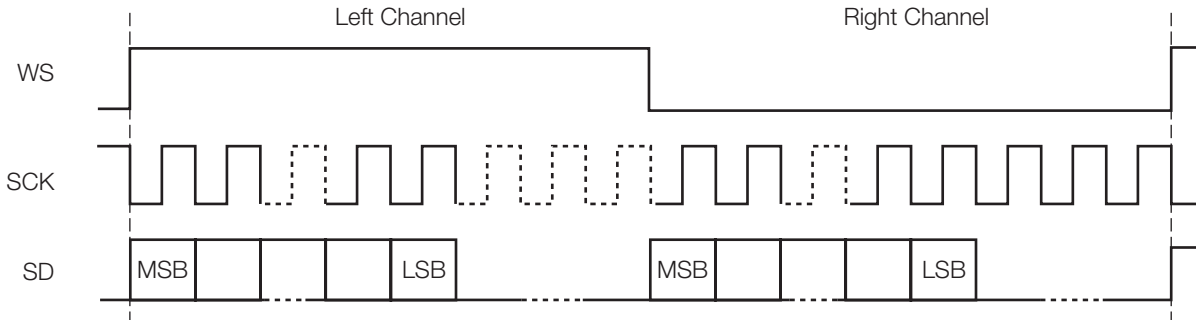 Left Channel Right Channel
WS
SCK
SD MSB LSB MSB LSB